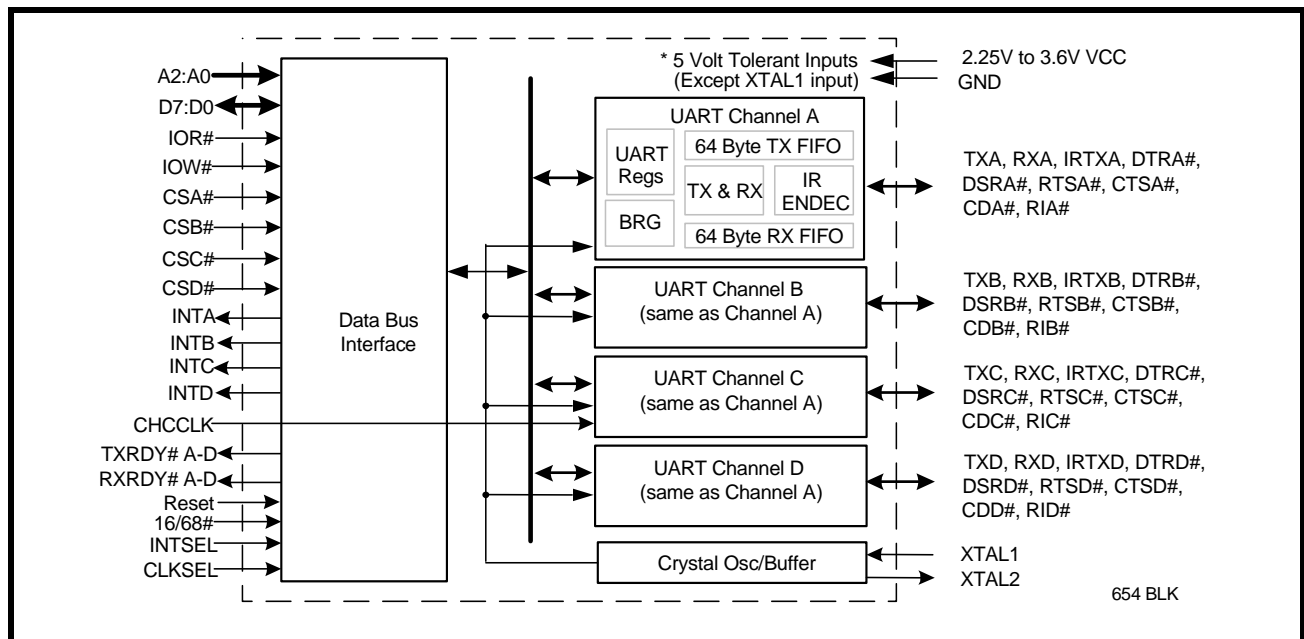 A2:A0
D7:D0
IOR#
IOW#
CSA#
CSB#
CSC#
CSD#
INTA
INTB
INTC
INTD
CHCCLK
TXRDY# A-D
RXRDY# A-D
Reset
16/68#
INTSEL
CLKSEL
Data Bus
Interface
* 5 Volt Tolerant Inputs
(Except XTAL1 input)
2.25V to 3.6V VCC
GND
UART Channel A
UART
Regs
BRG
64 Byte TX FIFO
TX & RX
IR
ENDEC
64 Byte RX FIFO
TXA, RXA, IRTXA, DTRA#,
DSRA#, RTSA#, CTSA#,
CDA#, RIA#
UART Channel B
(same as Channel A)
TXB, RXB, IRTXB, DTRB#,
DSRB#, RTSB#, CTSB#,
CDB#, RIB#
UART Channel C
(same as Channel A)
TXC, RXC, IRTXC, DTRC#,
DSRC#, RTSC#, CTSC#,
CDC#, RIC#
UART Channel D
(same as Channel A)
TXD, RXD, IRTXD, DTRD#,
DSRD#, RTSD#, CTSD#,
CDD#, RID#
Crystal Osc/Buffer
XTAL1
XTAL2
654 BLK